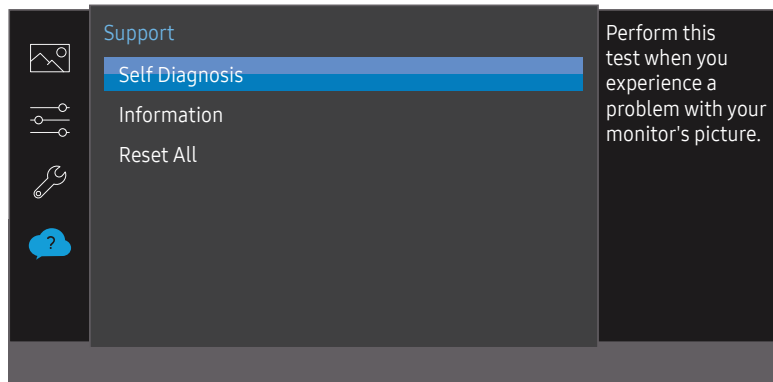 Support
Self Diagnosis
Information
Reset All
?
Perform this
test when you
experience a
problem with your
monitor's picture.